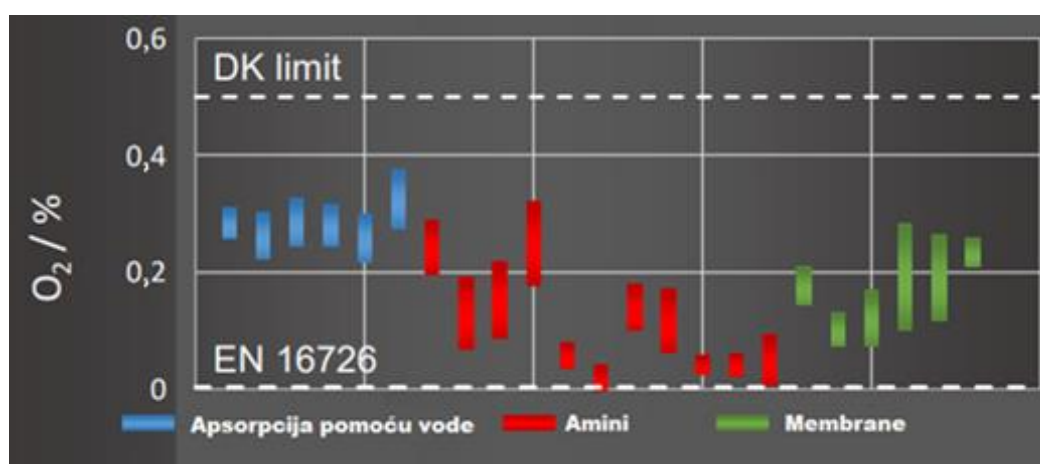 0,6
DK limit
0,4
O₂ / %
0,2
EN 16726
0
Apsorpcija pomoću vode
Amini
Membrane